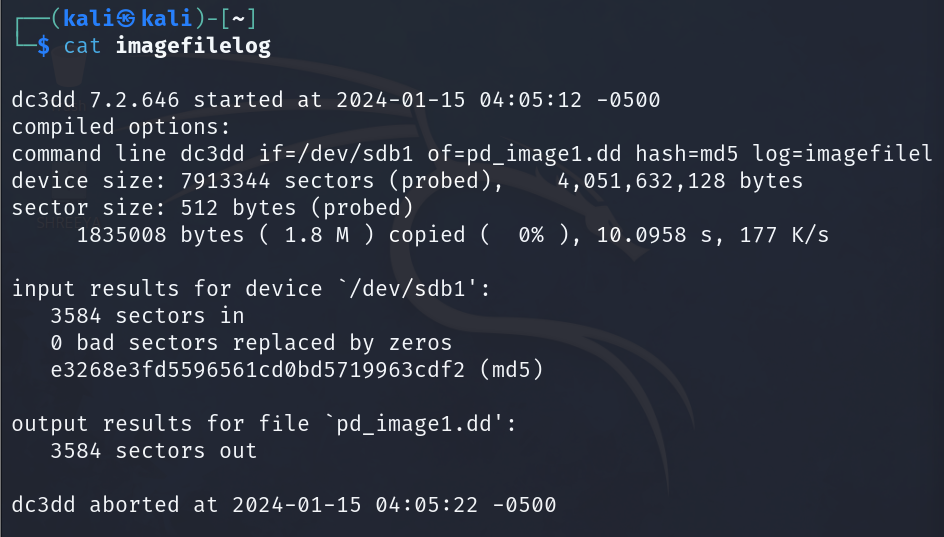 ┌──(kali㉿kali)-[~]
└─$ cat imagefilelog
dc3dd 7.2.646 started at 2024-01-15 04:05:12 -0500
compiled options:
command line dc3dd if=/dev/sdb1 of=pd_image1.dd hash=md5 log=imagefilel
device size: 7913344 sectors (probed),    4,051,632,128 bytes
sector size: 512 bytes (probed)
     1835008 bytes ( 1.8 M ) copied (  0% ), 10.0958 s, 177 K/s
input results for device `/dev/sdb1':
   3584 sectors in
   0 bad sectors replaced by zeros
   e3268e3fd5596561cd0bd5719963cdf2 (md5)
output results for file `pd_image1.dd':
   3584 sectors out
dc3dd aborted at 2024-01-15 04:05:22 -0500